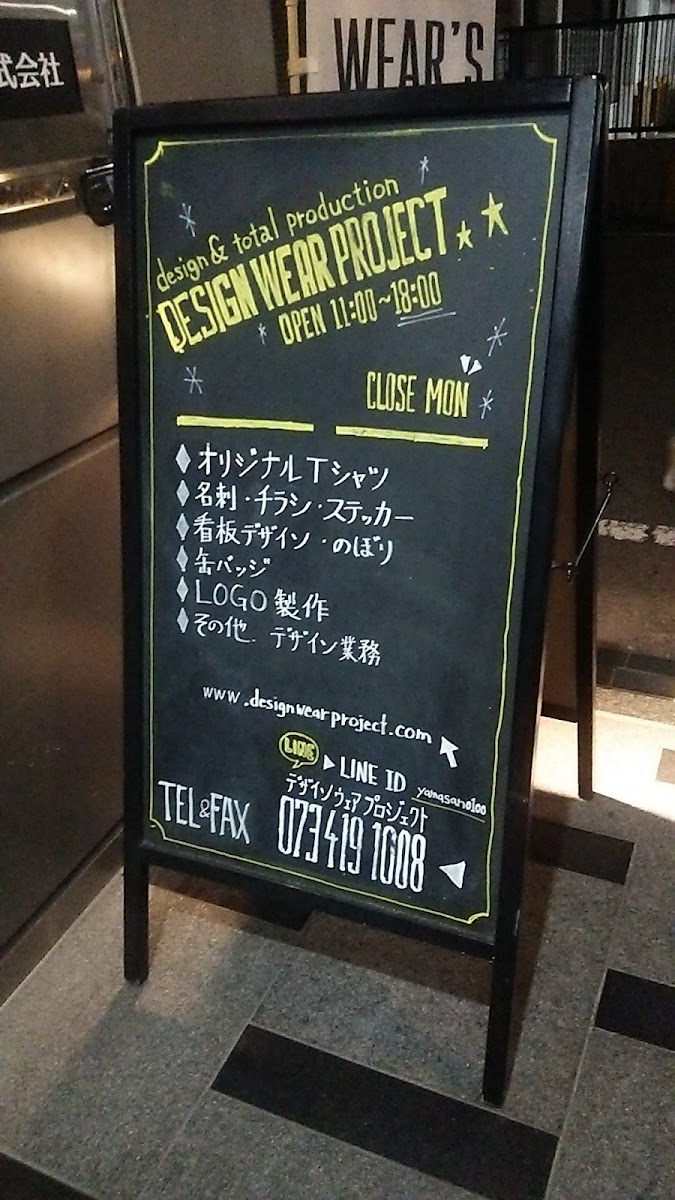 式会社
WEAR'S
design & total production
DESIGN WEAR PROJECT
OPEN 11:00~18:00
CLOSE MON
オリジナルTシャツ
名刺・チラシ・ステッカー
看板デザイン・のぼり
缶バッジ
LOGO製作
その他 デザイン業務
www.designwearproject.com
LINE
LINE ID yamasano100
デザインウェアプロジェクト
TEL&FAX 073 419 1008